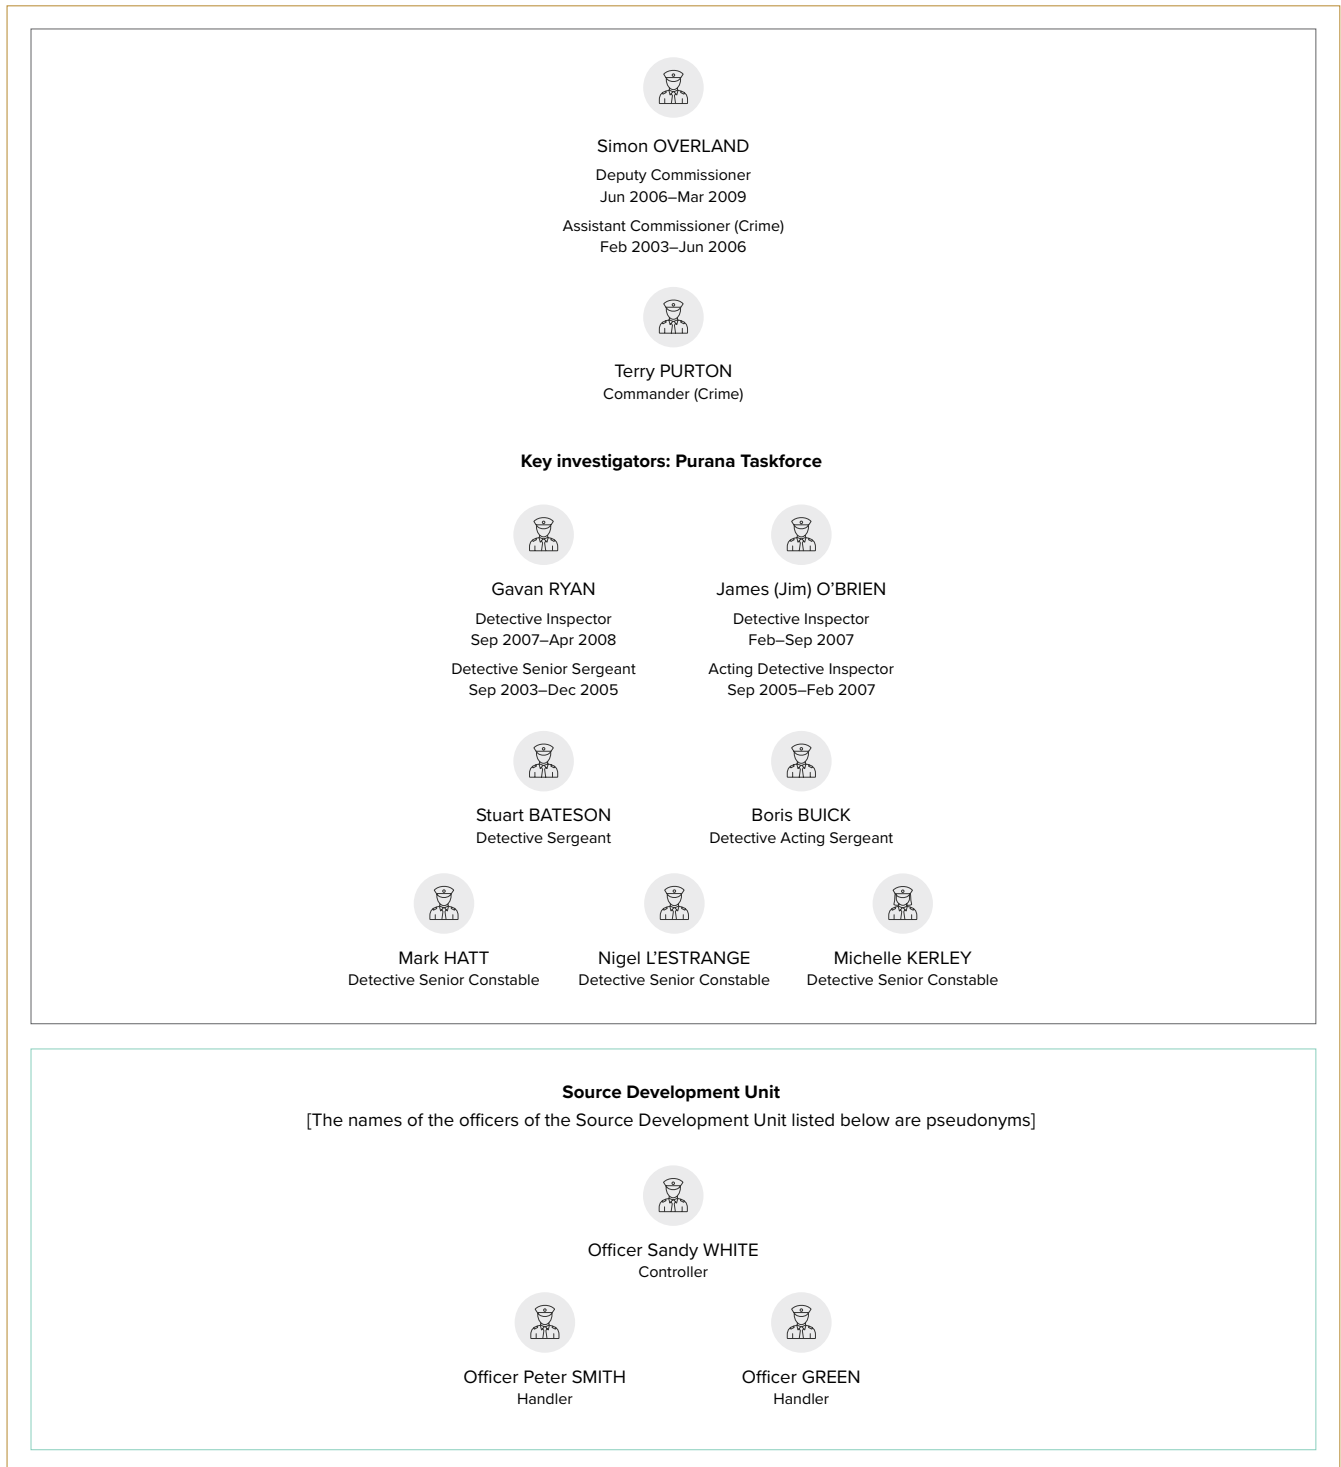 Simon OVERLAND
Deputy Commissioner
Jun 2006–Mar 2009
Assistant Commissioner (Crime)
Feb 2003–Jun 2006
Terry PURTON
Commander (Crime)
Key investigators: Purana Taskforce
Gavan RYAN
Detective Inspector
Sep 2007–Apr 2008
Detective Senior Sergeant
Sep 2003–Dec 2005
James (Jim) O’BRIEN
Detective Inspector
Feb–Sep 2007
Acting Detective Inspector
Sep 2005–Feb 2007
Stuart BATESON
Detective Sergeant
Boris BUICK
Detective Acting Sergeant
Mark HATT
Detective Senior Constable
Nigel L’ESTRANGE
Detective Senior Constable
Michelle KERLEY
Detective Senior Constable
Source Development Unit
[The names of the officers of the Source Development Unit listed below are pseudonyms]
Officer Sandy WHITE
Controller
Officer Peter SMITH
Handler
Officer GREEN
Handler